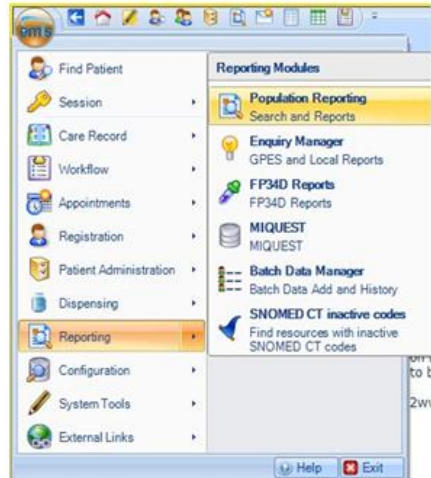 ems
Find Patient
Session
Care Record
Workflow
Appointments
Registration
Patient Administration
Dispensing
Reporting
Configuration
System Tools
External Links
Reporting Modules
Population Reporting
Search and Reports
Enquiry Manager
GPES and Local Reports
FP34D Reports
FP34D Reports
MIQUEST
MIQUEST
Batch Data Manager
Batch Data Add and History
SNOMED CT inactive codes
Find resources with inactive
SNOMED CT codes
to b
Help
Exit